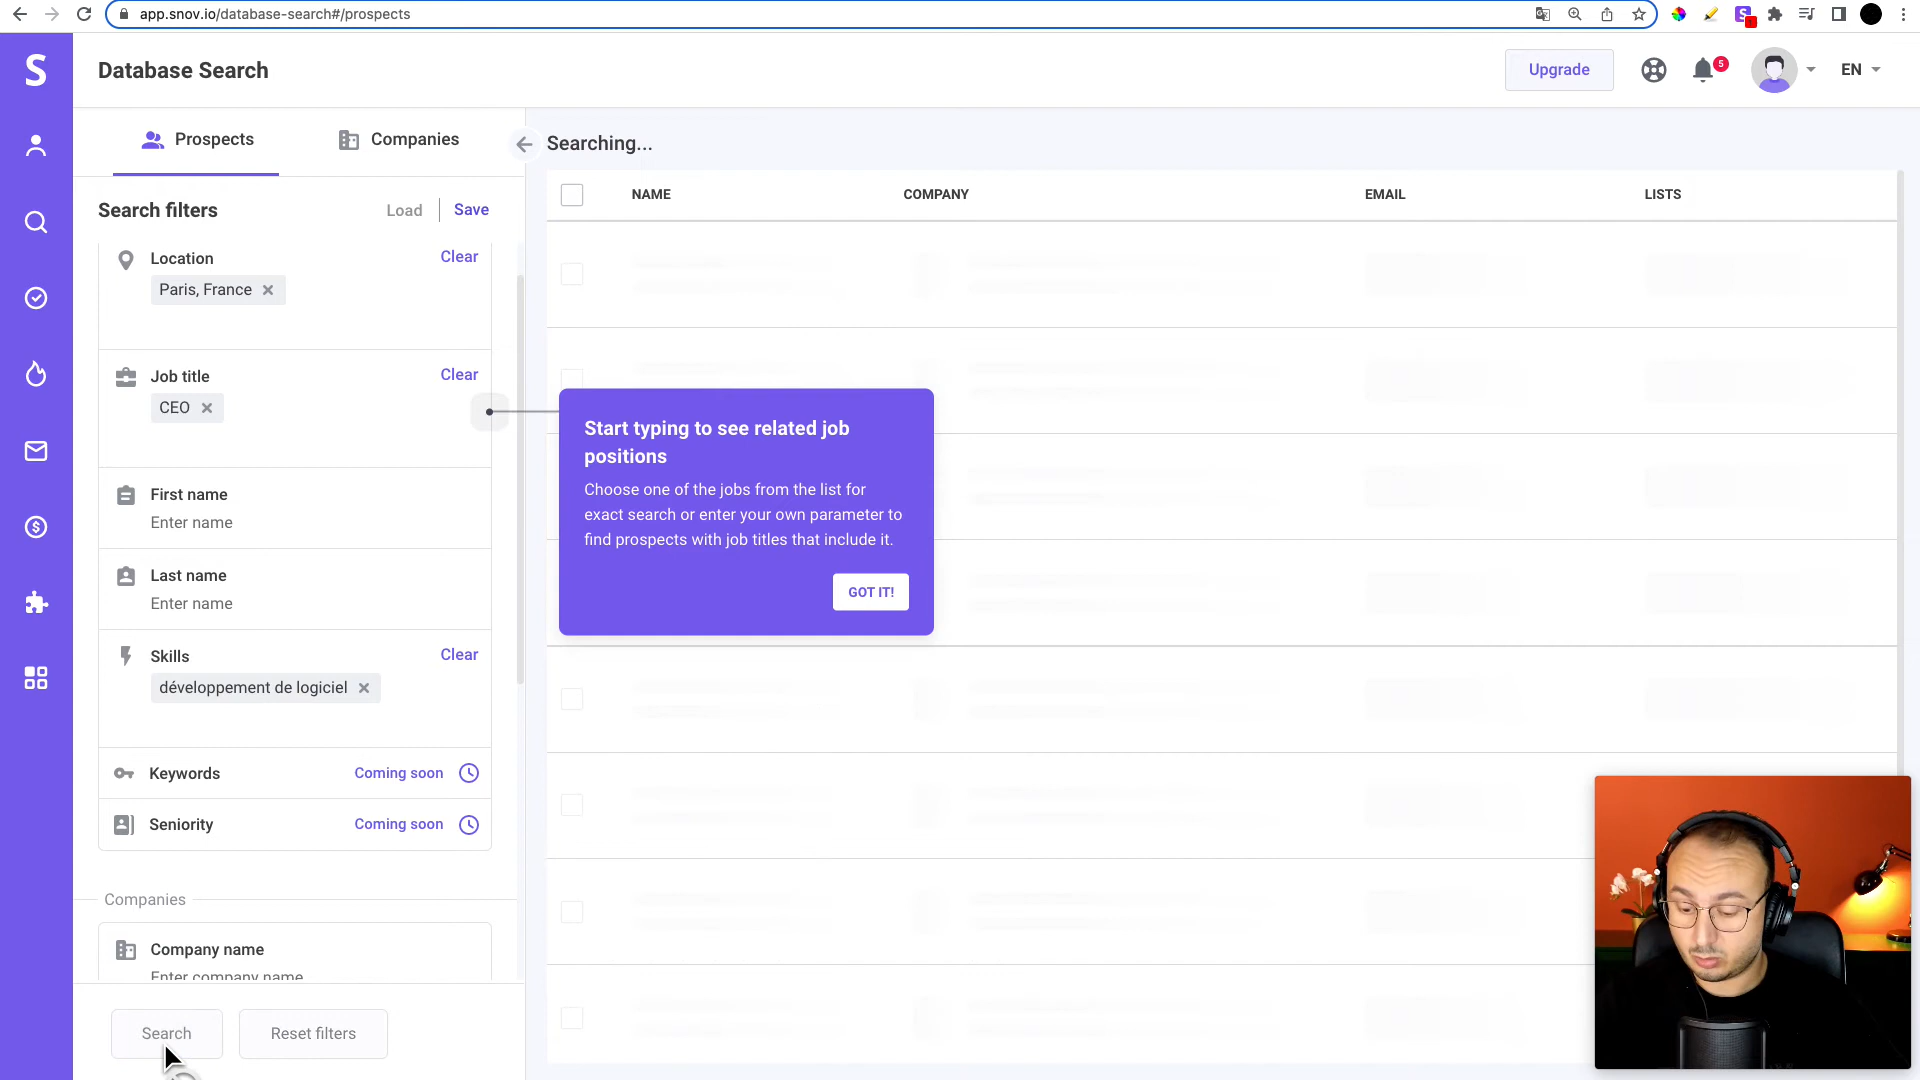 app.snov.io/database-search#/prospects
S
Database Search
Upgrade
5
EN
Prospects
Companies
Searching...
Search filters
Load
Save
NAME
COMPANY
EMAIL
LISTS
Location
Clear
Paris, France
Job title
Clear
CEO
Start typing to see related job
positions
Choose one of the jobs from the list for
exact search or enter your own parameter to
find prospects with job titles that include it.
GOT IT!
First name
Enter name
Last name
Enter name
Skills
Clear
développement de logiciel
Keywords
Coming soon
Seniority
Coming soon
Companies
Company name
Enter company name
Search
Reset filters